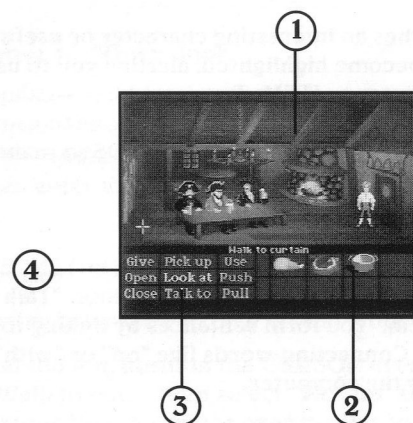 1
Walk to curtain
Give Pick up Use
Open Look at Push
Close Talk to Pull
4
3
2